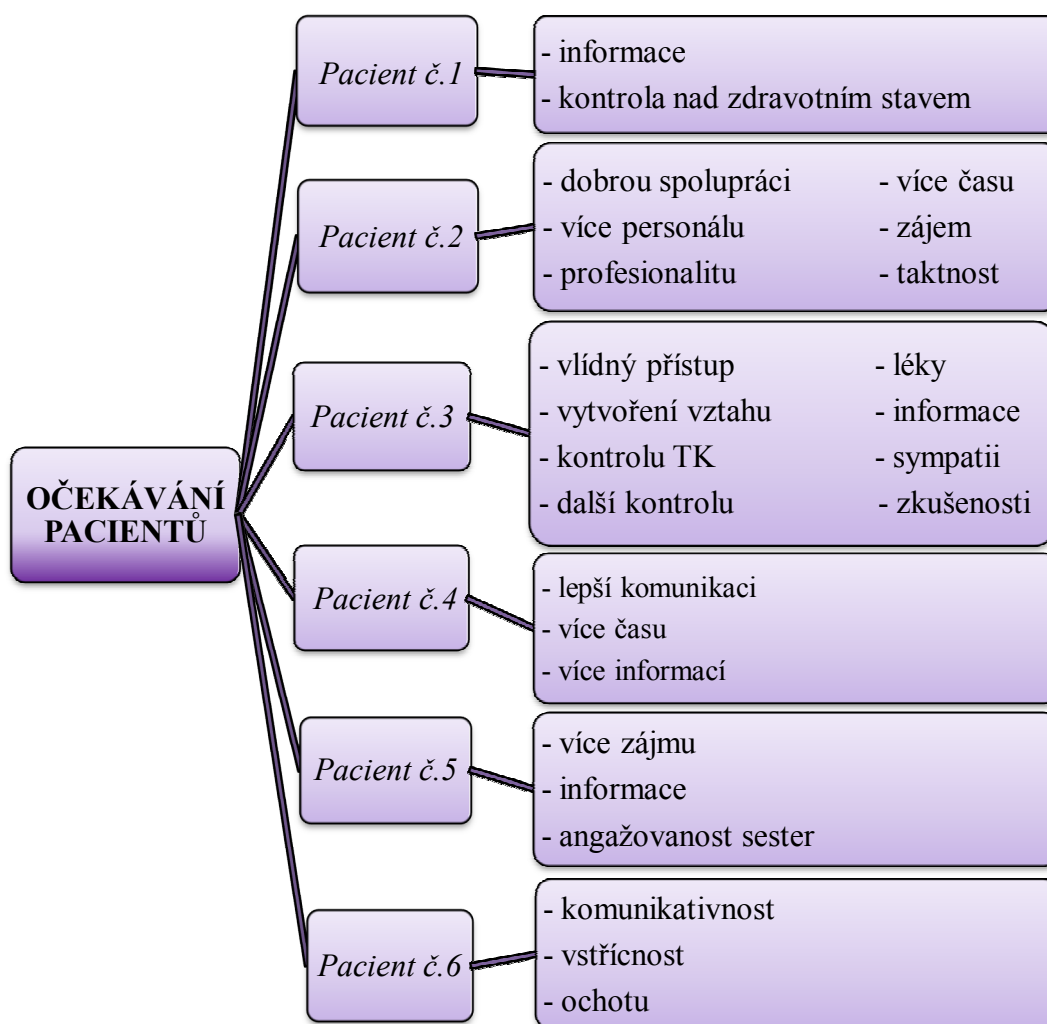 OČEKÁVÁNÍ
PACIENTŮ
Pacient č.1
- informace
- kontrola nad zdravotním stavem
Pacient č.2
- dobrou spolupráci - více času
- více personálu - zájem
- profesionalitu - taktnost
Pacient č.3
- vlídný přístup - léky
- vytvoření vztahu - informace
- kontrolu TK - sympatii
- další kontrolu - zkušenosti
Pacient č.4
- lepší komunikaci
- více času
- více informací
Pacient č.5
- více zájmu
- informace
- angažovanost sester
Pacient č.6
- komunikativnost
- vstřícnost
- ochotu